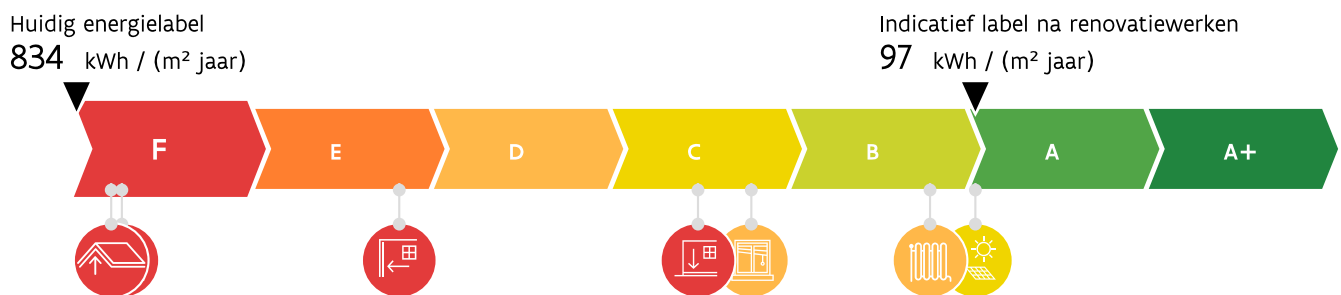 Huidig energielabel
834 kWh / (m² jaar)
Indicatief label na renovatiewerken
97 kWh / (m² jaar)
F E D C B A A+